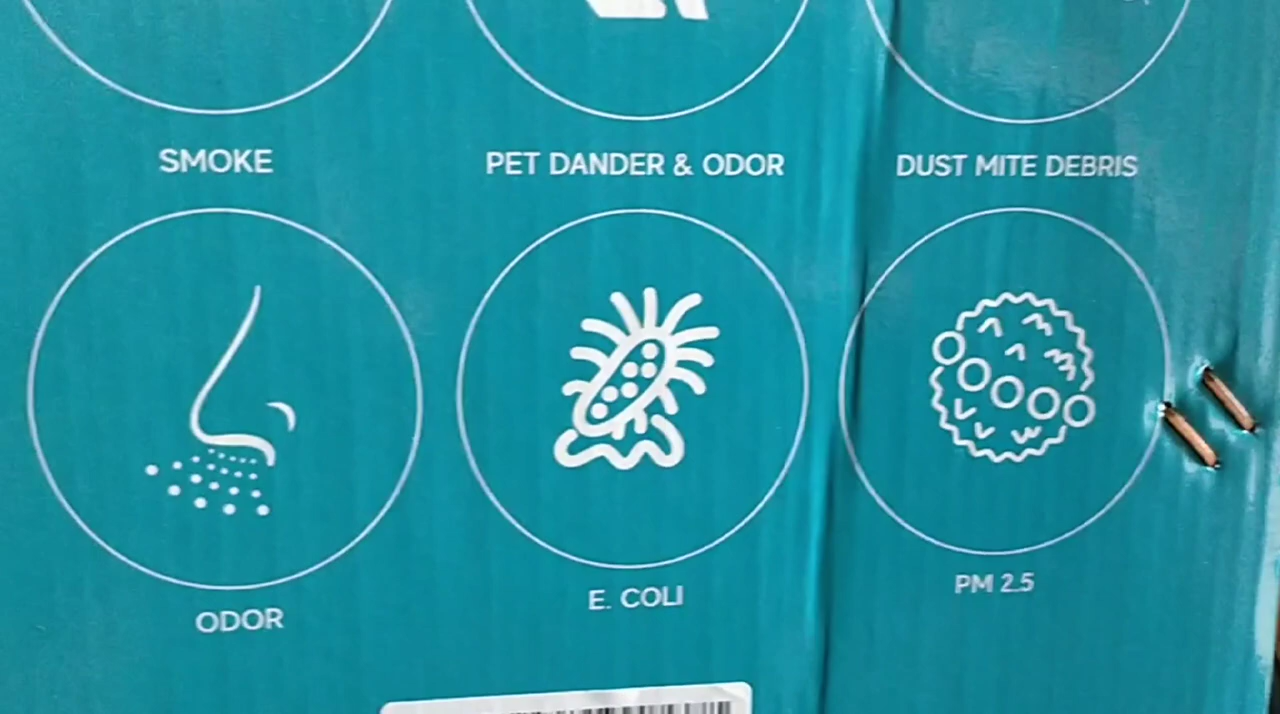 SMOKE
PET DANDER & ODOR
DUST MITE DEBRIS
ODOR
E. COLI
PM 2.5